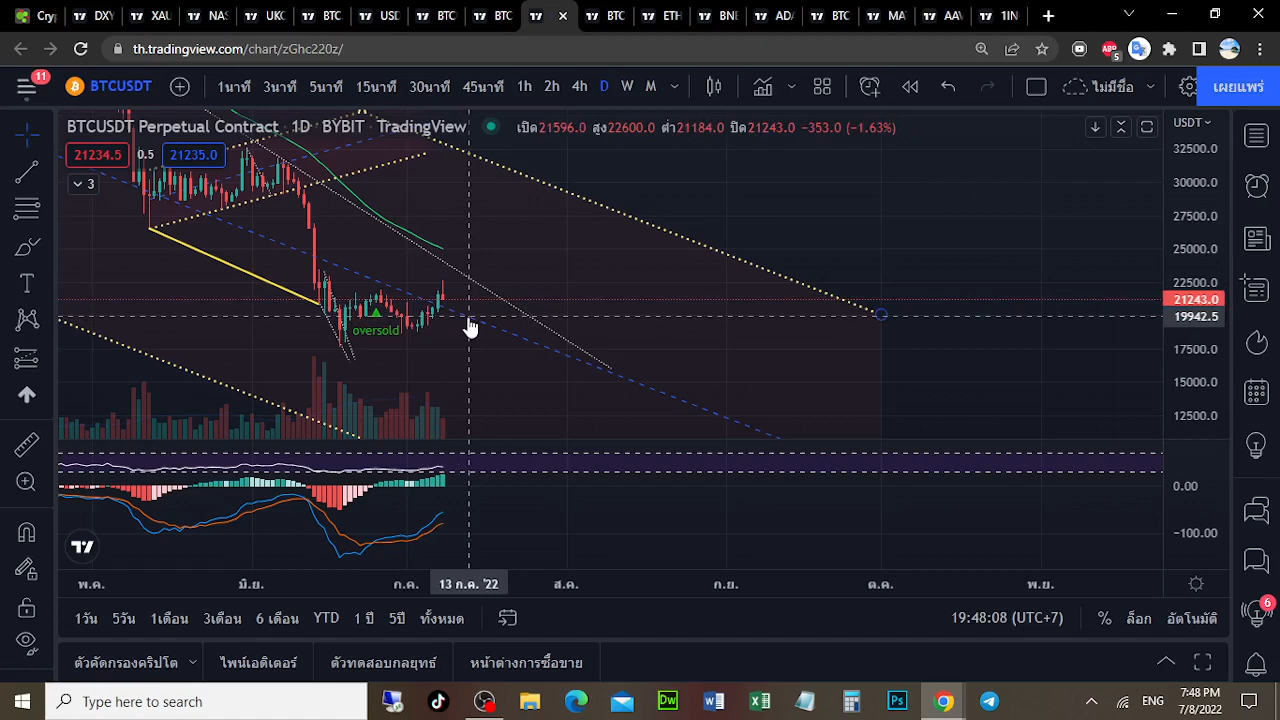 Cryp
DXY
XAU
NAS
UKC
BTC
USD
BTC
BTC
BTC
ETH
BNE
ADA
BTC
MAT
AAV
1IN
th.tradingview.com/chart/zGhc220z/
5
11
BTCUSDT
1นาที 3นาที 5นาที 15นาที 30นาที 45นาที 1h 2h 4h D W M
ไม่มีชื่อ
เผยแพร่
BTCUSDT Perpetual Contract · 1D · BYBIT · TradingView
เปิด21596.0 สูง22600.0 ต่ำ21184.0 ปิด21243.0 −353.0 (−1.63%)
USDT
21234.5 0.5 21235.0
3
32500.0
30000.0
27500.0
25000.0
22500.0
21243.0
19942.5
17500.0
15000.0
12500.0
oversold
0.00
−100.00
พ.ค. มิ.ย. ก.ค. 13 ก.ค. '22 ส.ค. ก.ย. ต.ค. พ.ย.
1วัน 5วัน 1เดือน 3เดือน 6 เดือน YTD 1 ปี 5ปี ทั้งหมด
19:48:08 (UTC+7) % ล็อก อัตโนมัติ
6
ตัวคัดกรองคริปโต ไพน์เอดิเตอร์ ตัวทดสอบกลยุทธ์ หน้าต่างการซื้อขาย
Type here to search
Dw
Ps
ENG
7:48 PM
7/8/2022